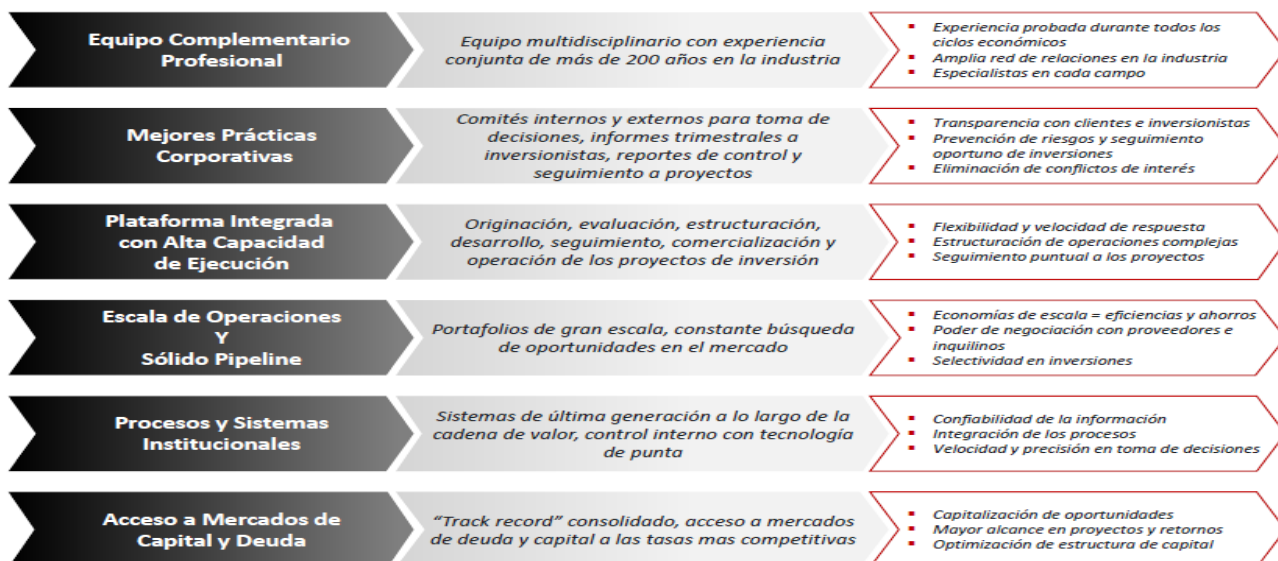 Equipo Complementario
Profesional
Equipo multidisciplinario con experiencia
conjunta de más de 200 años en la industria
▪ Experiencia probada durante todos los
ciclos económicos
▪ Amplia red de relaciones en la industria
▪ Especialistas en cada campo
Mejores Prácticas
Corporativas
Comités internos y externos para toma de
decisiones, informes trimestrales a
inversionistas, reportes de control y
seguimiento a proyectos
▪ Transparencia con clientes e inversionistas
▪ Prevención de riesgos y seguimiento
oportuno de inversiones
▪ Eliminación de conflictos de interés
Plataforma Integrada
con Alta Capacidad
de Ejecución
Originación, evaluación, estructuración,
desarrollo, seguimiento, comercialización y
operación de los proyectos de inversión
▪ Flexibilidad y velocidad de respuesta
▪ Estructuración de operaciones complejas
▪ Seguimiento puntual a los proyectos
Escala de Operaciones
Y
Sólido Pipeline
Portafolios de gran escala, constante búsqueda
de oportunidades en el mercado
▪ Economías de escala = eficiencias y ahorros
▪ Poder de negociación con proveedores e
inquilinos
▪ Selectividad en inversiones
Procesos y Sistemas
Institucionales
Sistemas de última generación a lo largo de la
cadena de valor, control interno con tecnología
de punta
▪ Confiabilidad de la información
▪ Integración de los procesos
▪ Velocidad y precisión en toma de decisiones
Acceso a Mercados de
Capital y Deuda
“Track record” consolidado, acceso a mercados
de deuda y capital a las tasas mas competitivas
▪ Capitalización de oportunidades
▪ Mayor alcance en proyectos y retornos
▪ Optimización de estructura de capital